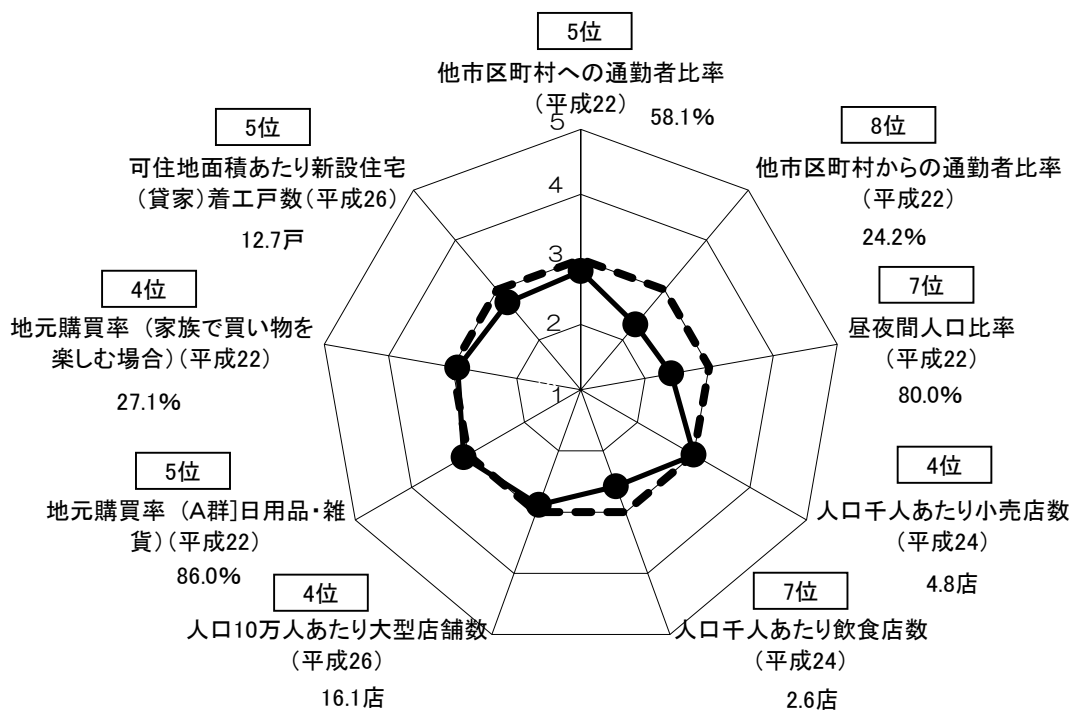 5位
他市区町村への通勤者比率
（平成22）
58.1%
8位
他市区町村からの通勤者比率
（平成22）
24.2%
7位
昼夜間人口比率
（平成22）
80.0%
4位
人口千人あたり小売店数
（平成24）
4.8店
7位
人口千人あたり飲食店数
（平成24）
2.6店
4位
人口10万人あたり大型店舗数
（平成26）
16.1店
5位
地元購買率 （A群]日用品・雑
貨）（平成22）
86.0%
4位
地元購買率 （家族で買い物を
楽しむ場合）（平成22）
27.1%
5位
可住地面積あたり新設住宅
（貸家）着工戸数（平成26）
12.7戸
5
4
3
2
1